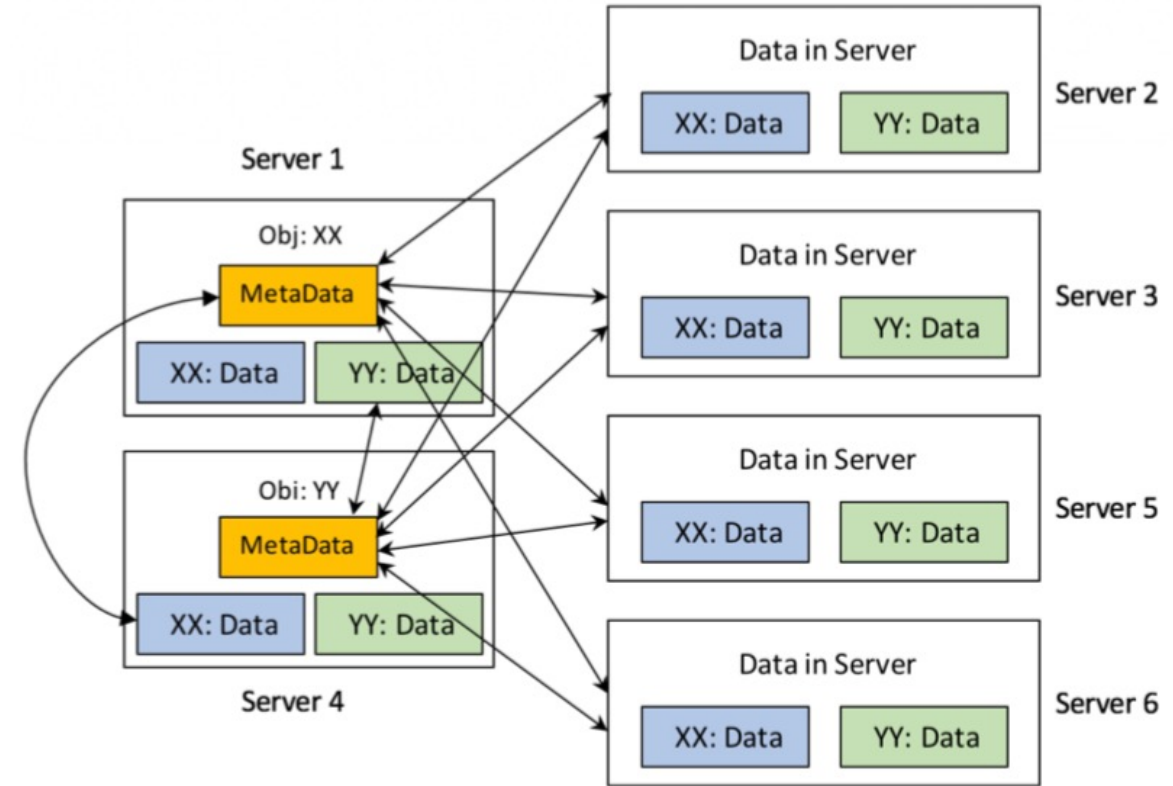 Server 1
Obj: XX
MetaData
XX: Data
YY: Data
Obi: YY
MetaData
XX: Data
YY: Data
Server 4
Data in Server
XX: Data
YY: Data
Server 2
Data in Server
XX: Data
YY: Data
Server 3
Data in Server
XX: Data
YY: Data
Server 5
Data in Server
XX: Data
YY: Data
Server 6